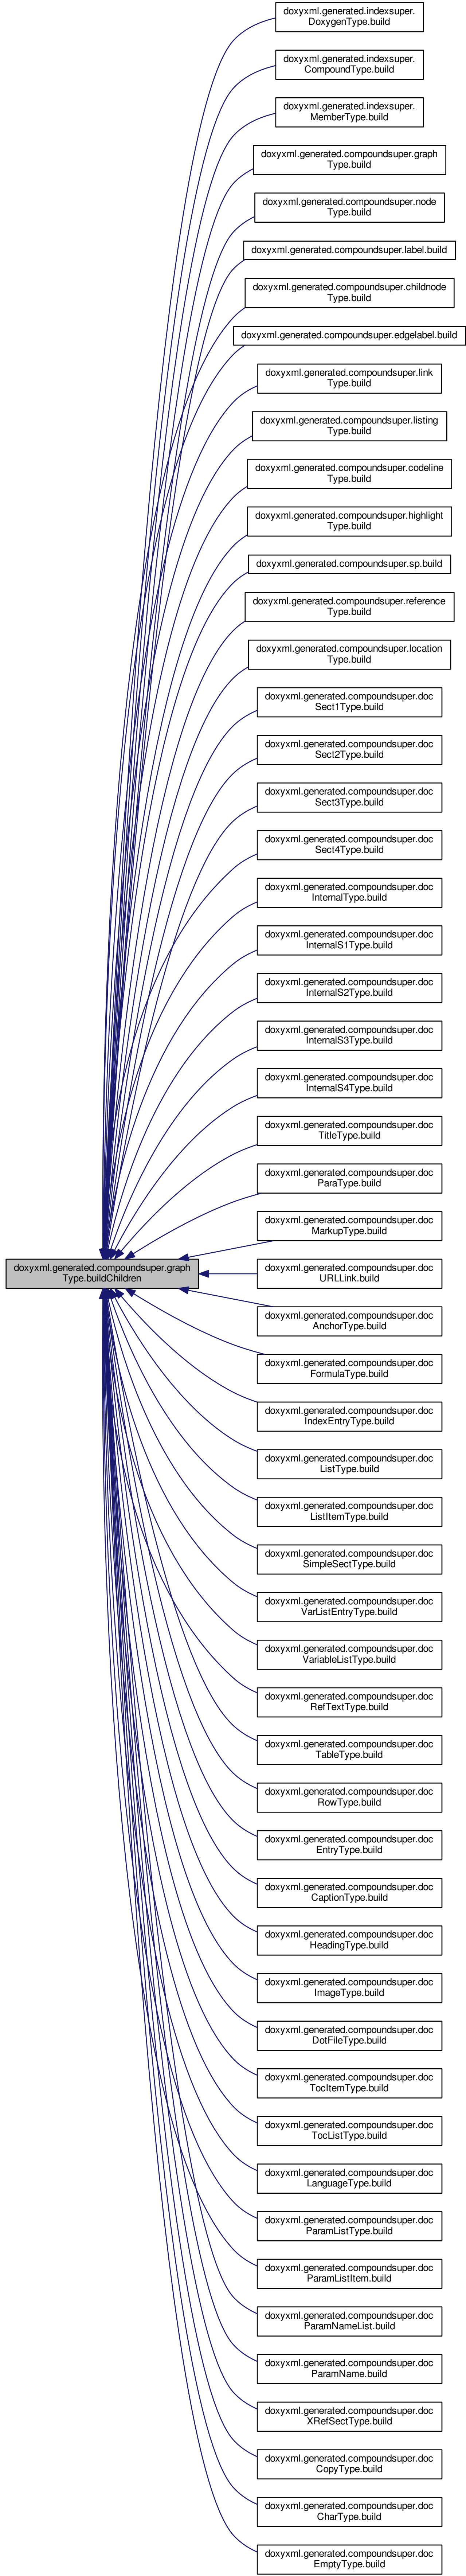 doxyxml.generated.indexsuper.
DoxygenType.build
doxyxml.generated.indexsuper.
CompoundType.build
doxyxml.generated.indexsuper.
MemberType.build
doxyxml.generated.compoundsuper.graph
Type.build
doxyxml.generated.compoundsuper.node
Type.build
doxyxml.generated.compoundsuper.label.build
doxyxml.generated.compoundsuper.childnode
Type.build
doxyxml.generated.compoundsuper.edgelabel.build
doxyxml.generated.compoundsuper.link
Type.build
doxyxml.generated.compoundsuper.listing
Type.build
doxyxml.generated.compoundsuper.codeline
Type.build
doxyxml.generated.compoundsuper.highlight
Type.build
doxyxml.generated.compoundsuper.sp.build
doxyxml.generated.compoundsuper.reference
Type.build
doxyxml.generated.compoundsuper.location
Type.build
doxyxml.generated.compoundsuper.doc
Sect1Type.build
doxyxml.generated.compoundsuper.doc
Sect2Type.build
doxyxml.generated.compoundsuper.doc
Sect3Type.build
doxyxml.generated.compoundsuper.doc
Sect4Type.build
doxyxml.generated.compoundsuper.doc
InternalType.build
doxyxml.generated.compoundsuper.doc
InternalS1Type.build
doxyxml.generated.compoundsuper.doc
InternalS2Type.build
doxyxml.generated.compoundsuper.doc
InternalS3Type.build
doxyxml.generated.compoundsuper.doc
InternalS4Type.build
doxyxml.generated.compoundsuper.doc
TitleType.build
doxyxml.generated.compoundsuper.doc
ParaType.build
doxyxml.generated.compoundsuper.doc
MarkupType.build
doxyxml.generated.compoundsuper.graph
Type.buildChildren
doxyxml.generated.compoundsuper.doc
URLLink.build
doxyxml.generated.compoundsuper.doc
AnchorType.build
doxyxml.generated.compoundsuper.doc
FormulaType.build
doxyxml.generated.compoundsuper.doc
IndexEntryType.build
doxyxml.generated.compoundsuper.doc
ListType.build
doxyxml.generated.compoundsuper.doc
ListItemType.build
doxyxml.generated.compoundsuper.doc
SimpleSectType.build
doxyxml.generated.compoundsuper.doc
VarListEntryType.build
doxyxml.generated.compoundsuper.doc
VariableListType.build
doxyxml.generated.compoundsuper.doc
RefTextType.build
doxyxml.generated.compoundsuper.doc
TableType.build
doxyxml.generated.compoundsuper.doc
RowType.build
doxyxml.generated.compoundsuper.doc
EntryType.build
doxyxml.generated.compoundsuper.doc
CaptionType.build
doxyxml.generated.compoundsuper.doc
HeadingType.build
doxyxml.generated.compoundsuper.doc
ImageType.build
doxyxml.generated.compoundsuper.doc
DotFileType.build
doxyxml.generated.compoundsuper.doc
TocItemType.build
doxyxml.generated.compoundsuper.doc
TocListType.build
doxyxml.generated.compoundsuper.doc
LanguageType.build
doxyxml.generated.compoundsuper.doc
ParamListType.build
doxyxml.generated.compoundsuper.doc
ParamListItem.build
doxyxml.generated.compoundsuper.doc
ParamNameList.build
doxyxml.generated.compoundsuper.doc
ParamName.build
doxyxml.generated.compoundsuper.doc
XRefSectType.build
doxyxml.generated.compoundsuper.doc
CopyType.build
doxyxml.generated.compoundsuper.doc
CharType.build
doxyxml.generated.compoundsuper.doc
EmptyType.build